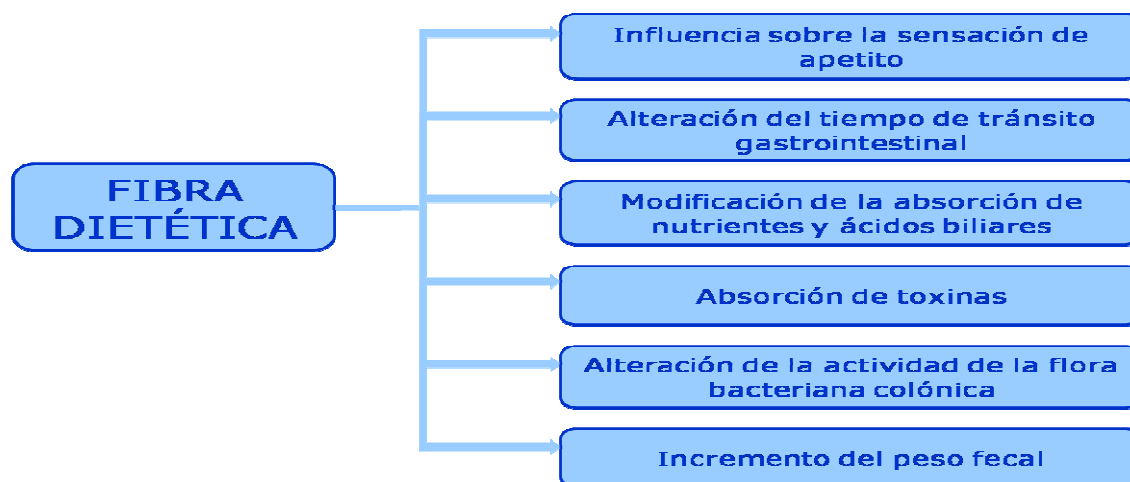 FIBRA
DIETÉTICA
Influencia sobre la sensación de
apetito
Alteración del tiempo de tránsito
gastrointestinal
Modificación de la absorción de
nutrientes y ácidos biliares
Absorción de toxinas
Alteración de la actividad de la flora
bacteriana colónica
Incremento del peso fecal